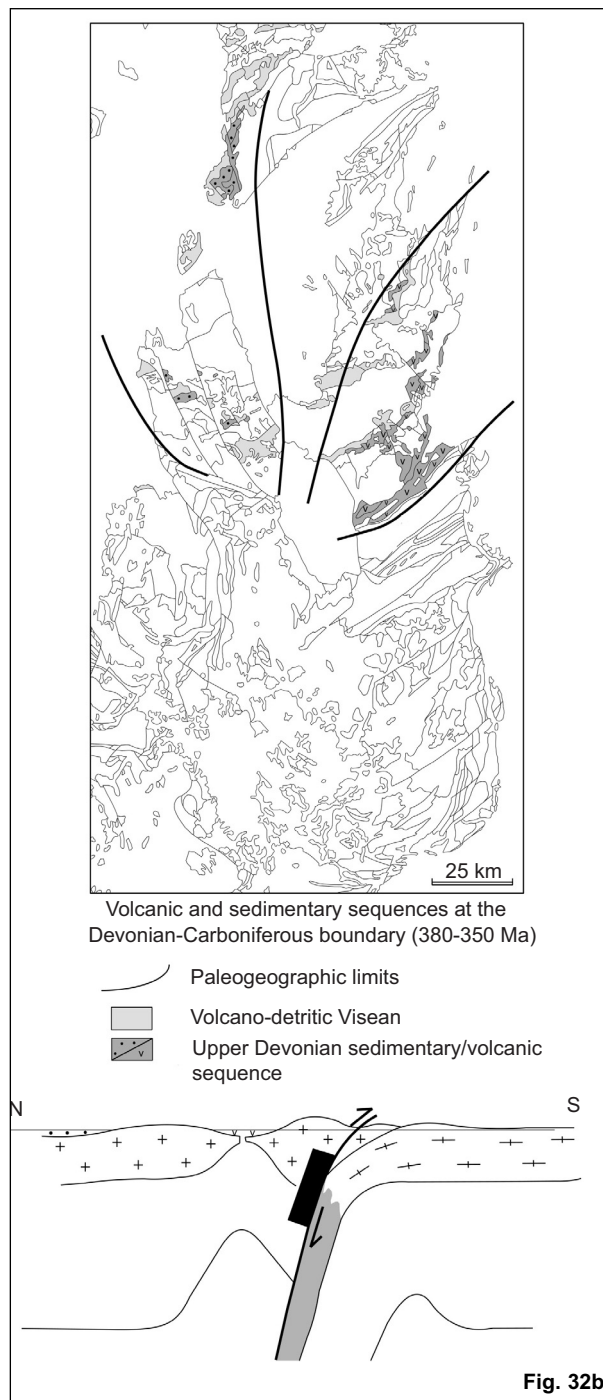 25 km
Volcanic and sedimentary sequences at the
Devonian-Carboniferous boundary (380-350 Ma)
Paleogeographic limits
Volcano-detritic Visean
Upper Devonian sedimentary/volcanic
sequence
N S
Fig. 32b